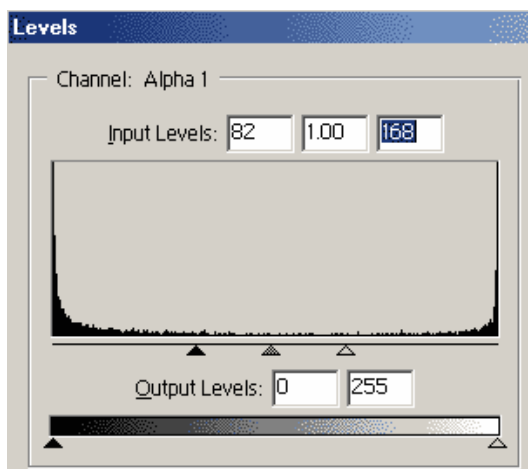 Levels
Channel: Alpha 1
Input Levels: 82 1.00 168
Output Levels: 0 255